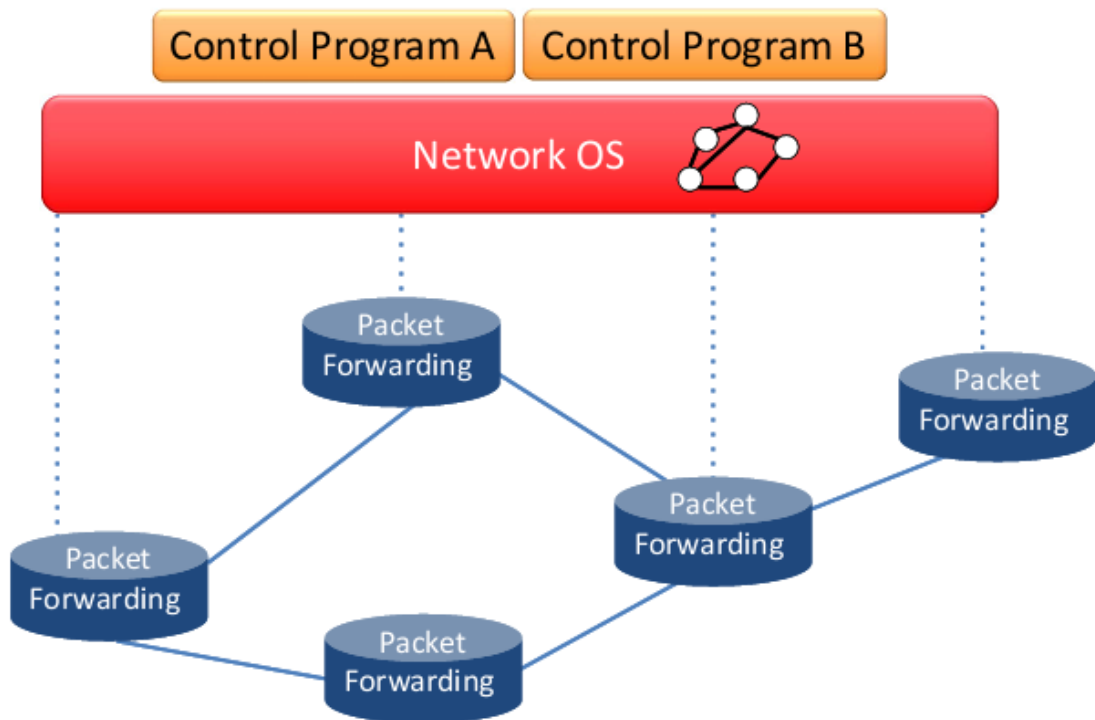 Control Program A
Control Program B
Network OS
Packet
Forwarding
Packet
Forwarding
Packet
Forwarding
Packet
Forwarding
Packet
Forwarding